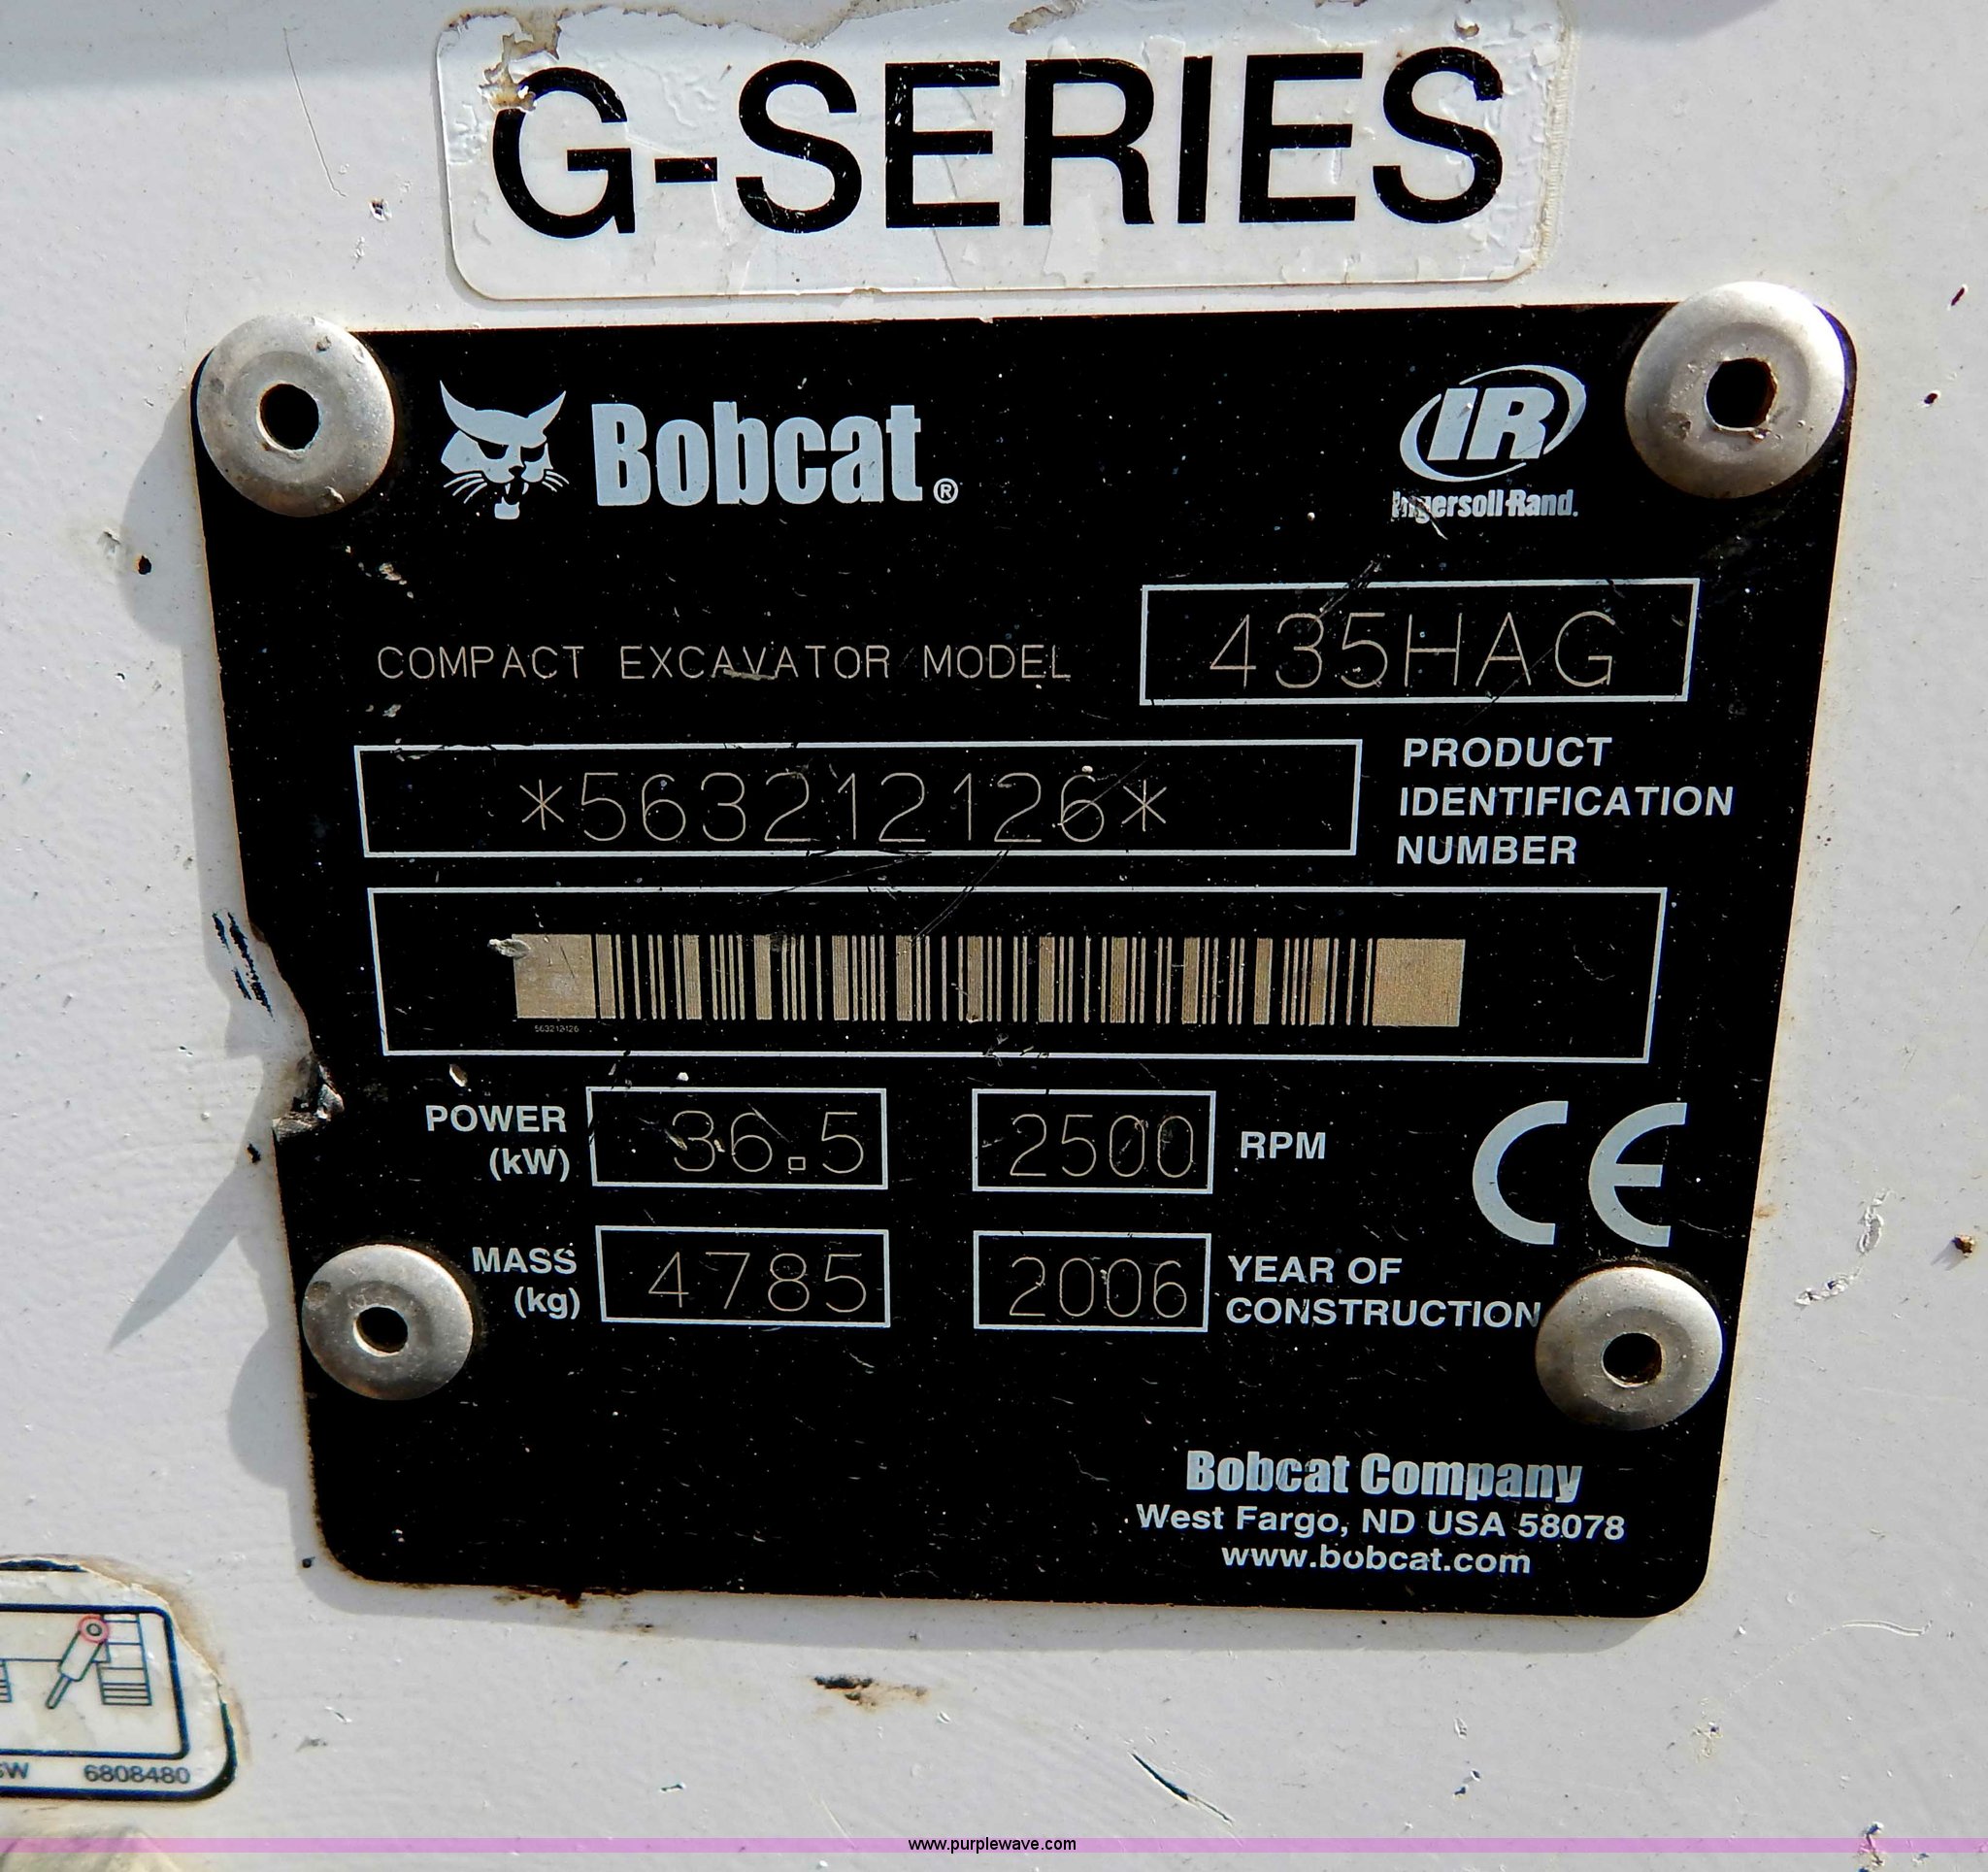 G-SERIES
Bobcat®
IR
Ingersoll-Rand.
COMPACT EXCAVATOR MODEL 435HAG
*563212126*
PRODUCT
IDENTIFICATION
NUMBER
563212126
POWER
(kW)
36.5
2500
RPM
CE
MASS
(kg)
4785
2006
YEAR OF
CONSTRUCTION
Bobcat Company
West Fargo, ND USA 58078
www.bobcat.com
6808480
www.purplewave.com